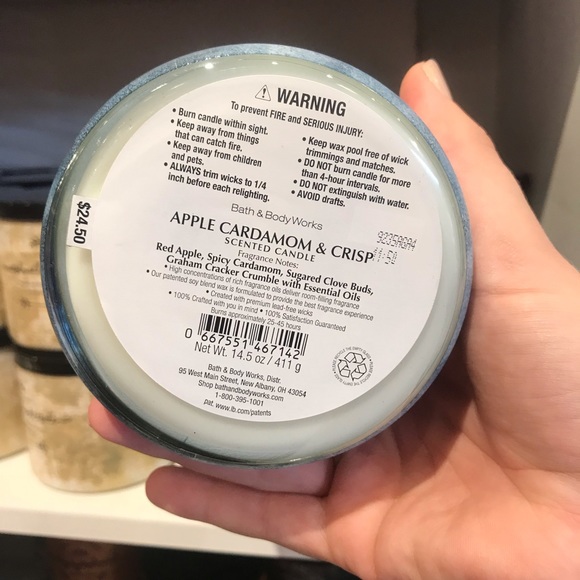 ⚠ WARNING
To prevent FIRE and SERIOUS INJURY:
• Burn candle within sight.
• Keep away from things
that can catch fire.
• Keep away from children
and pets.
• ALWAYS trim wicks to 1/4
inch before each relighting.
• Keep wax pool free of wick
trimmings and matches.
• DO NOT burn candle for more
than 4-hour intervals.
• DO NOT extinguish with water.
• AVOID drafts.
$24.50
Bath & Body Works
APPLE CARDAMOM & CRISP
SCENTED CANDLE
Fragrance Notes:
Red Apple, Spicy Cardamom, Sugared Clove Buds,
Graham Cracker Crumble with Essential Oils
• High concentrations of rich fragrance oils deliver room-filling fragrance
• Our patented soy blend wax is formulated to provide the best fragrance experience
• Created with premium lead-free wicks
• 100% Crafted with you in mind • 100% Satisfaction Guaranteed
Burns approximately 25-45 hours
0 667551 467142
Net Wt. 14.5 oz / 411 g
Bath & Body Works, Distr.
95 West Main Street, New Albany, OH 43054
Shop bathandbodyworks.com
1-800-395-1001
pat. www.lb.com/patents